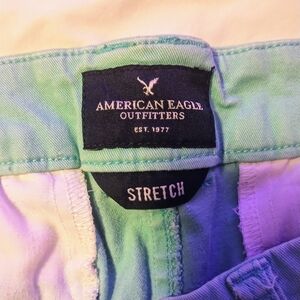 AMERICAN EAGLE
OUTFITTERS
EST. 1977
STRETCH